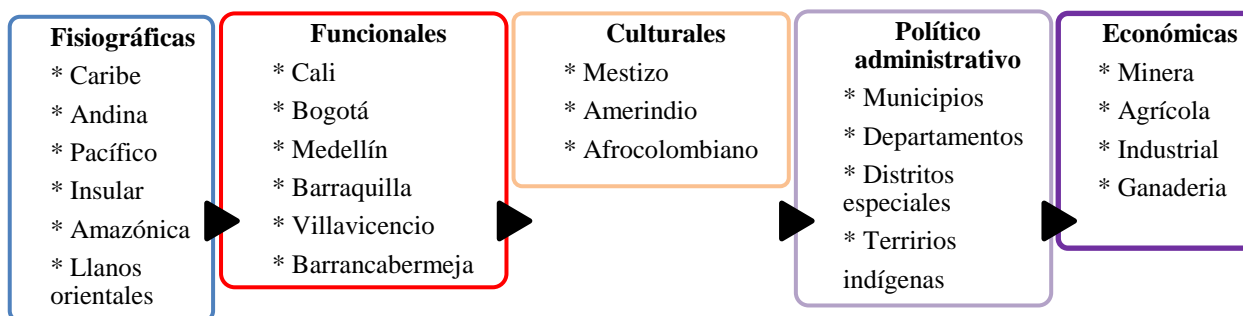 Fisiográficas
* Caribe
* Andina
* Pacífico
* Insular
* Amazónica
* Llanos
orientales
Funcionales
* Cali
* Bogotá
* Medellín
* Barraquilla
* Villavicencio
* Barrancabermeja
Culturales
* Mestizo
* Amerindio
* Afrocolombiano
Político
administrativo
* Municipios
* Departamentos
* Distritos
especiales
* Terririos
indígenas
Económicas
* Minera
* Agrícola
* Industrial
* Ganaderia